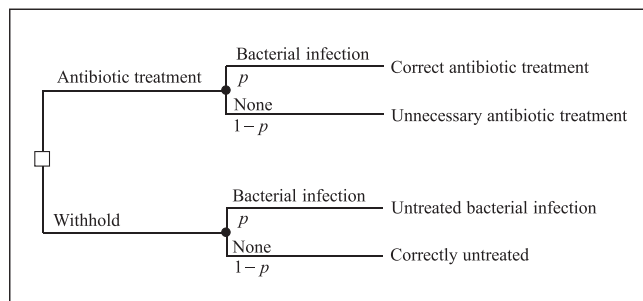 Bacterial infection
Correct antibiotic treatment
Antibiotic treatment
p
None
Unnecessary antibiotic treatment
1 – p
Bacterial infection
Untreated bacterial infection
Withhold
p
None
Correctly untreated
1 – p